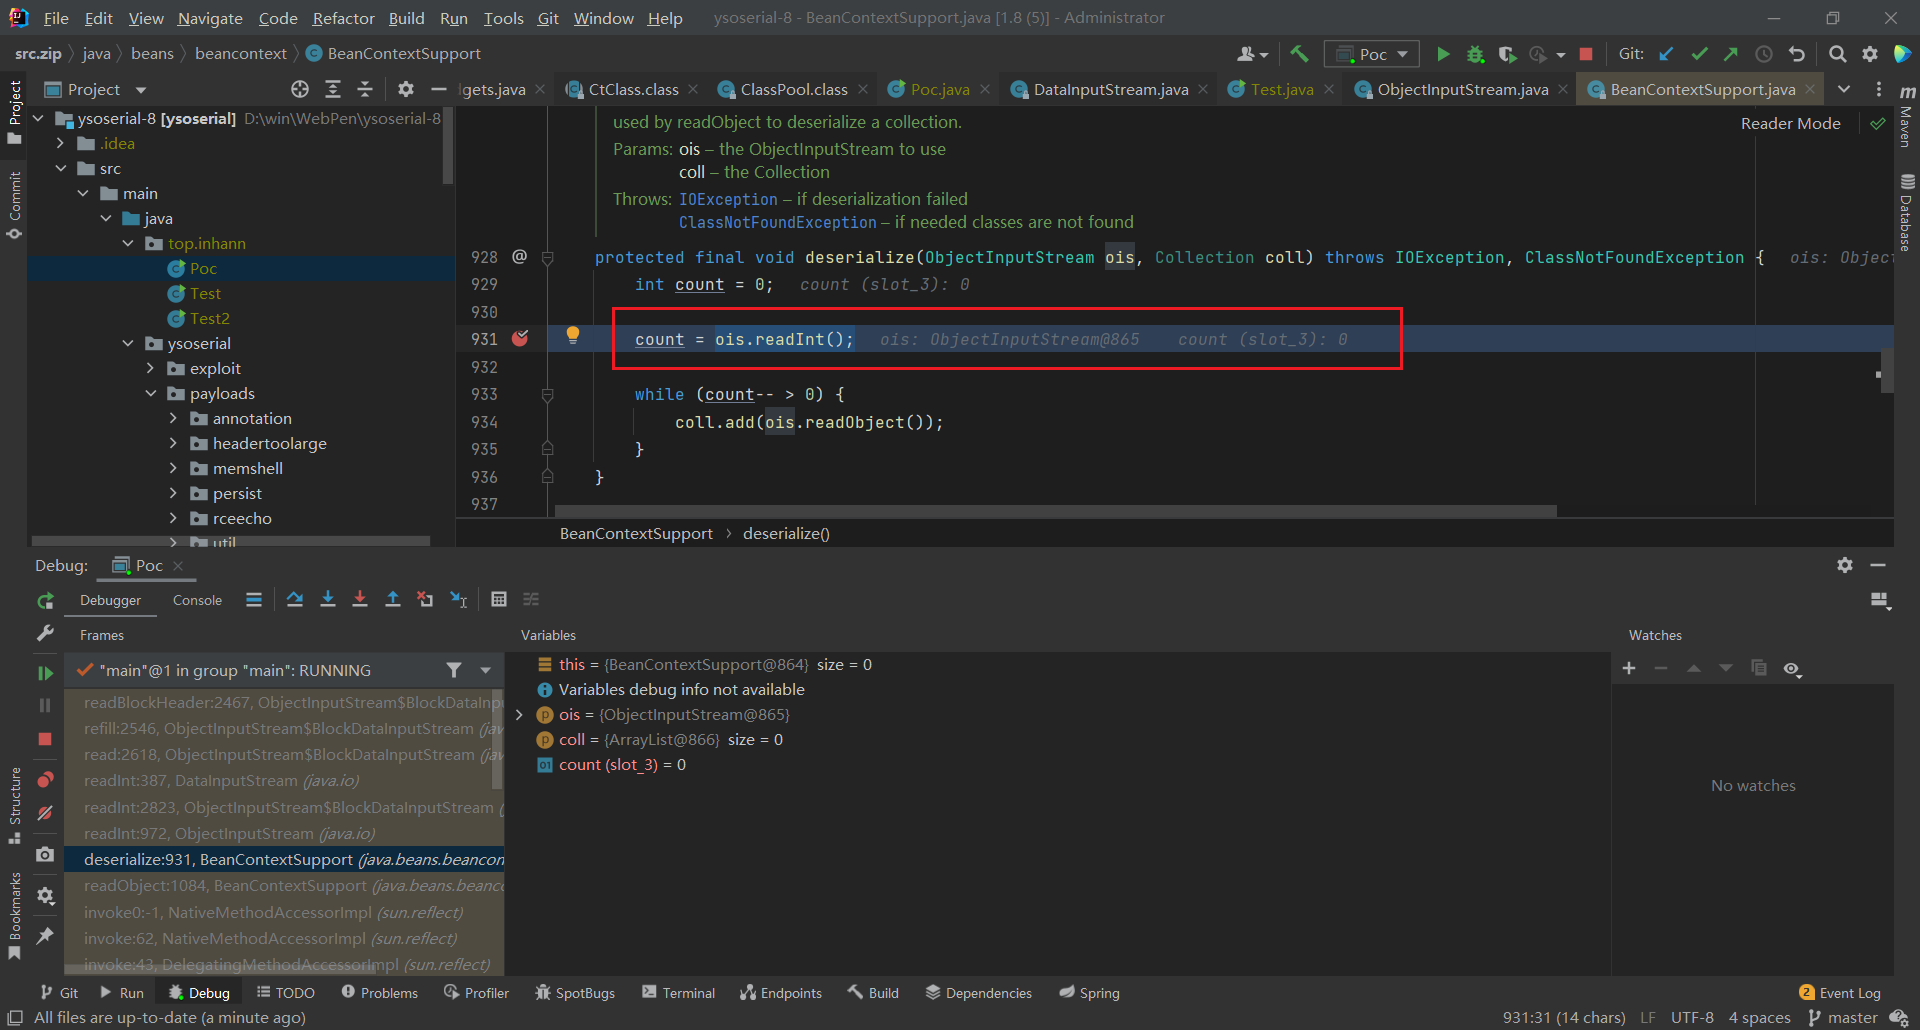 File Edit View Navigate Code Refactor Build Run Tools Git Window Help ysoserial-8 - BeanContextSupport.java [1.8 (5)] - Administrator
src.zip java beans beancontext BeanContextSupport Poc Git:
Project lgets.java CtClass.class ClassPool.class Poc.java DataInputStream.java Test.java ObjectInputStream.java BeanContextSupport.java
Project
Commit
Structure
Bookmarks
Maven
Database
ysoserial-8 [ysoserial] D:\win\WebPen\ysoserial-8
.idea
src
main
java
top.inhann
Poc
Test
Test2
ysoserial
exploit
payloads
annotation
headertoolarge
memshell
persist
rceecho
util
Reader Mode
used by readObject to deserialize a collection.
Params: ois – the ObjectInputStream to use
coll – the Collection
Throws: IOException – if deserialization failed
ClassNotFoundException – if needed classes are not found
928 @ protected final void deserialize(ObjectInputStream ois, Collection coll) throws IOException, ClassNotFoundException { ois: Objec
929 int count = 0; count (slot_3): 0
930
931 count = ois.readInt(); ois: ObjectInputStream@865 count (slot_3): 0
932
933 while (count-- > 0) {
934 coll.add(ois.readObject());
935 }
936 }
937
BeanContextSupport › deserialize()
Debug: Poc
Debugger Console
Frames
"main"@1 in group "main": RUNNING
readBlockHeader:2467, ObjectInputStream$BlockDataInpu
refill:2546, ObjectInputStream$BlockDataInputStream (jav
read:2618, ObjectInputStream$BlockDataInputStream (jav
readInt:387, DataInputStream (java.io)
readInt:2823, ObjectInputStream$BlockDataInputStream (
readInt:972, ObjectInputStream (java.io)
deserialize:931, BeanContextSupport (java.beans.beancon
readObject:1084, BeanContextSupport (java.beans.beanco
invoke0:-1, NativeMethodAccessorImpl (sun.reflect)
invoke:62, NativeMethodAccessorImpl (sun.reflect)
invoke:43, DelegatingMethodAccessorImpl (sun.reflect)
Variables
this = {BeanContextSupport@864} size = 0
Variables debug info not available
ois = {ObjectInputStream@865}
coll = {ArrayList@866} size = 0
count (slot_3) = 0
Watches
No watches
Git Run Debug TODO Problems Profiler SpotBugs Terminal Endpoints Build Dependencies Spring 2 Event Log
All files are up-to-date (a minute ago) 931:31 (14 chars) LF UTF-8 4 spaces master